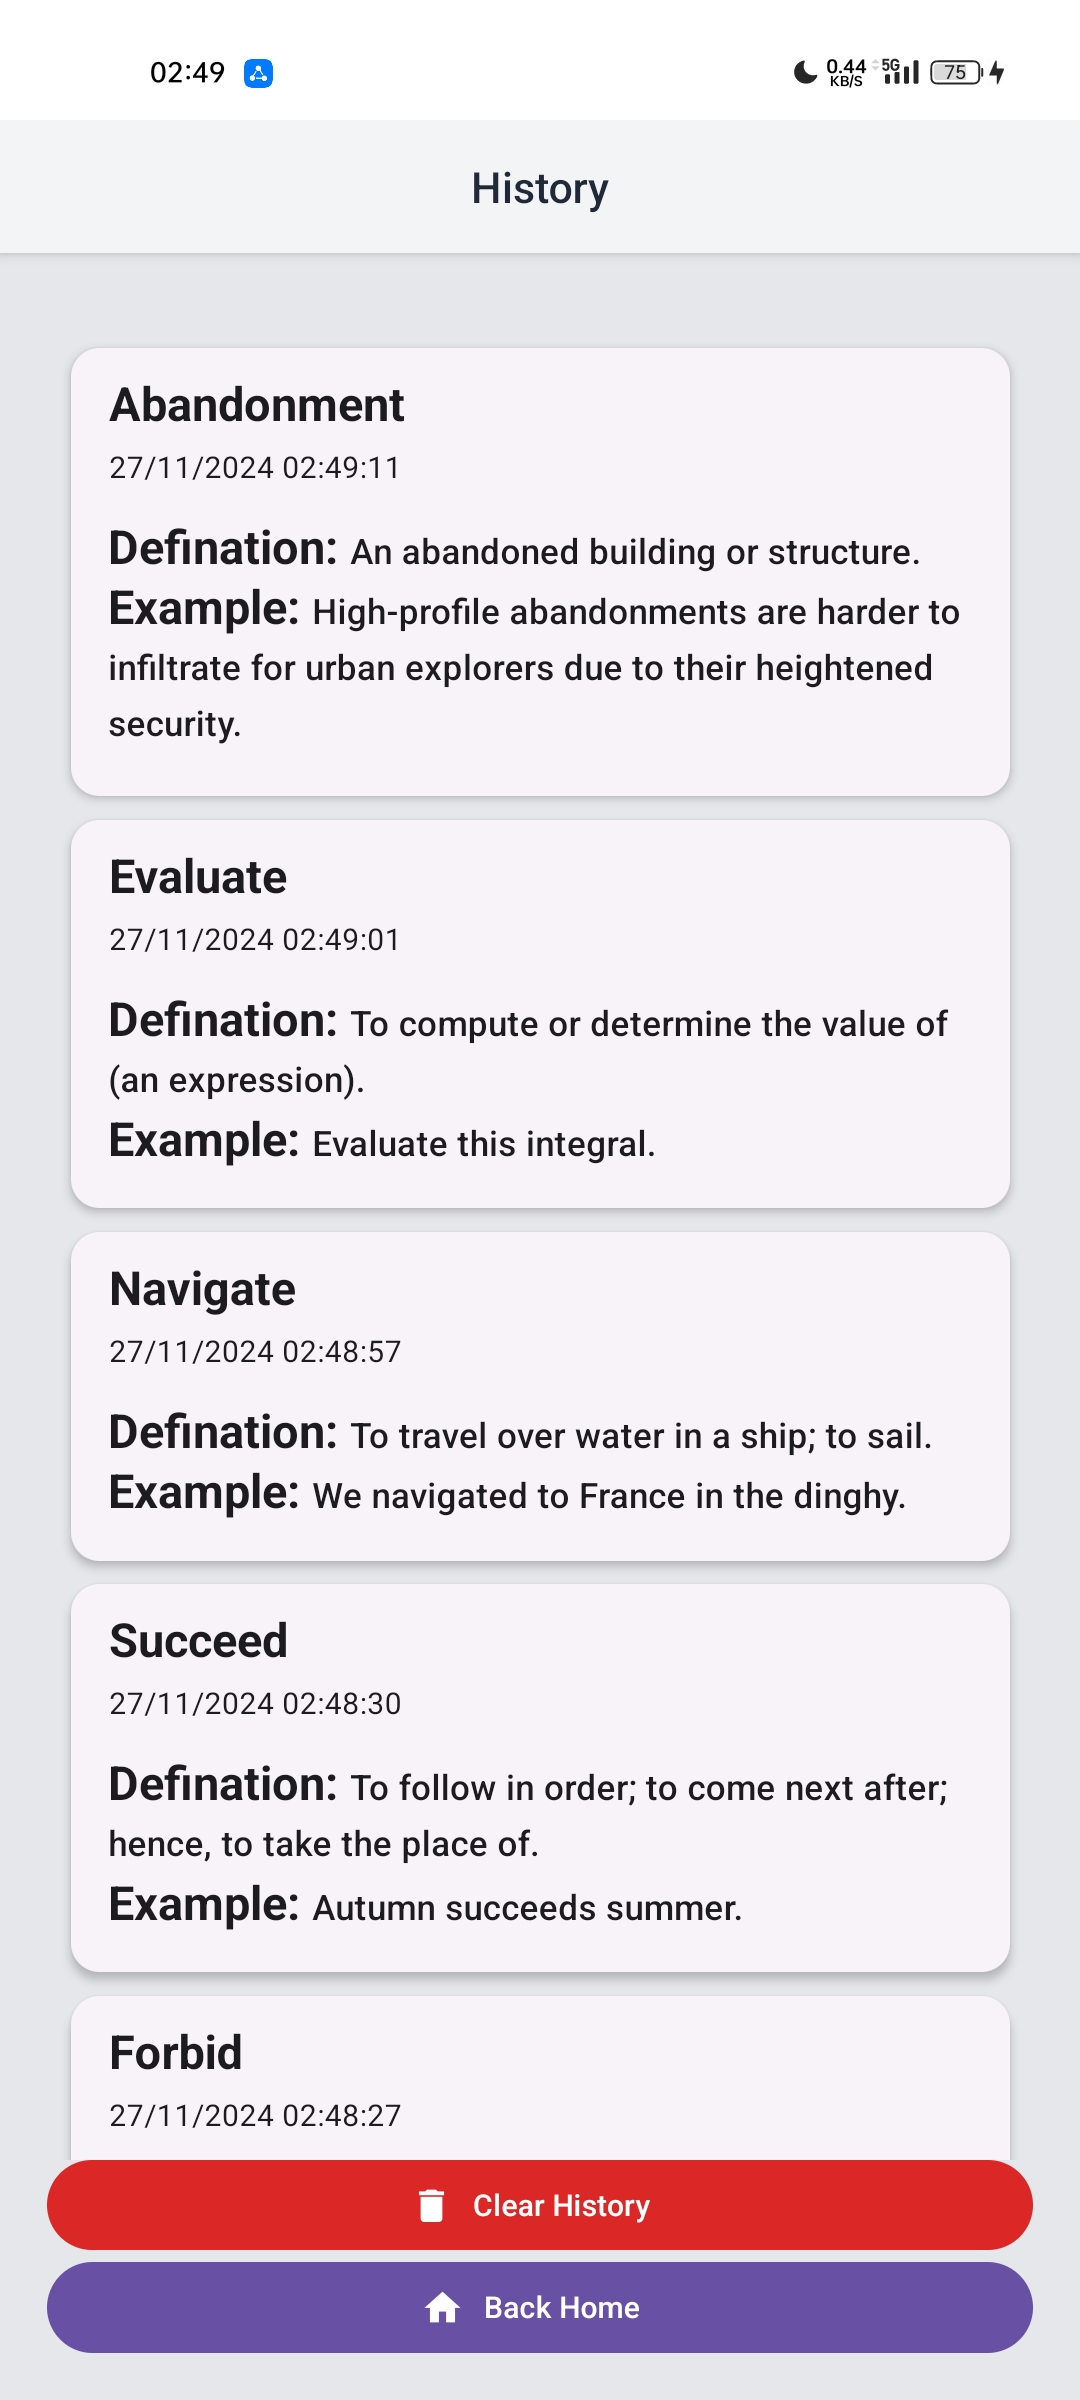 02:49
0.44 KB/S 5G 75
History
Abandonment
27/11/2024 02:49:11
Defination: An abandoned building or structure.
Example: High-profile abandonments are harder to
infiltrate for urban explorers due to their heightened
security.
Evaluate
27/11/2024 02:49:01
Defination: To compute or determine the value of
(an expression).
Example: Evaluate this integral.
Navigate
27/11/2024 02:48:57
Defination: To travel over water in a ship; to sail.
Example: We navigated to France in the dinghy.
Succeed
27/11/2024 02:48:30
Defination: To follow in order; to come next after;
hence, to take the place of.
Example: Autumn succeeds summer.
Forbid
27/11/2024 02:48:27
Clear History
Back Home